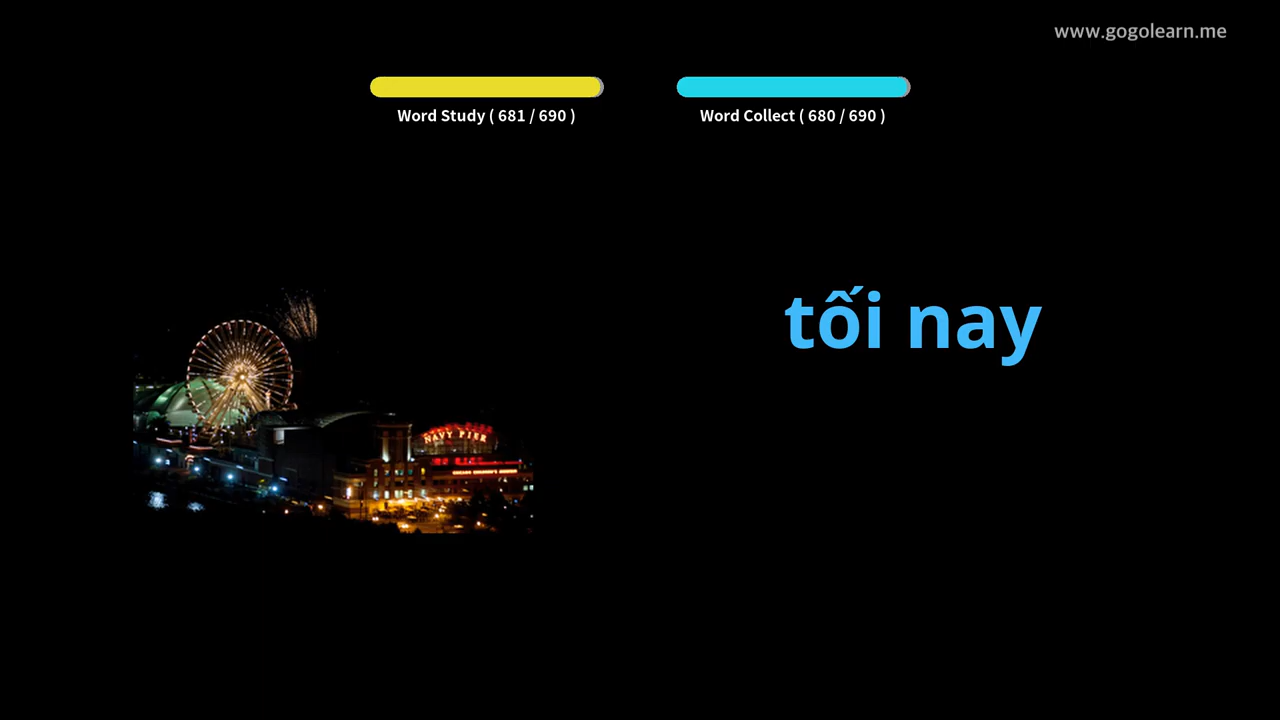 www.gogolearn.me
Word Study ( 681 / 690 )
Word Collect ( 680 / 690 )
tối nay
NAVY PIER